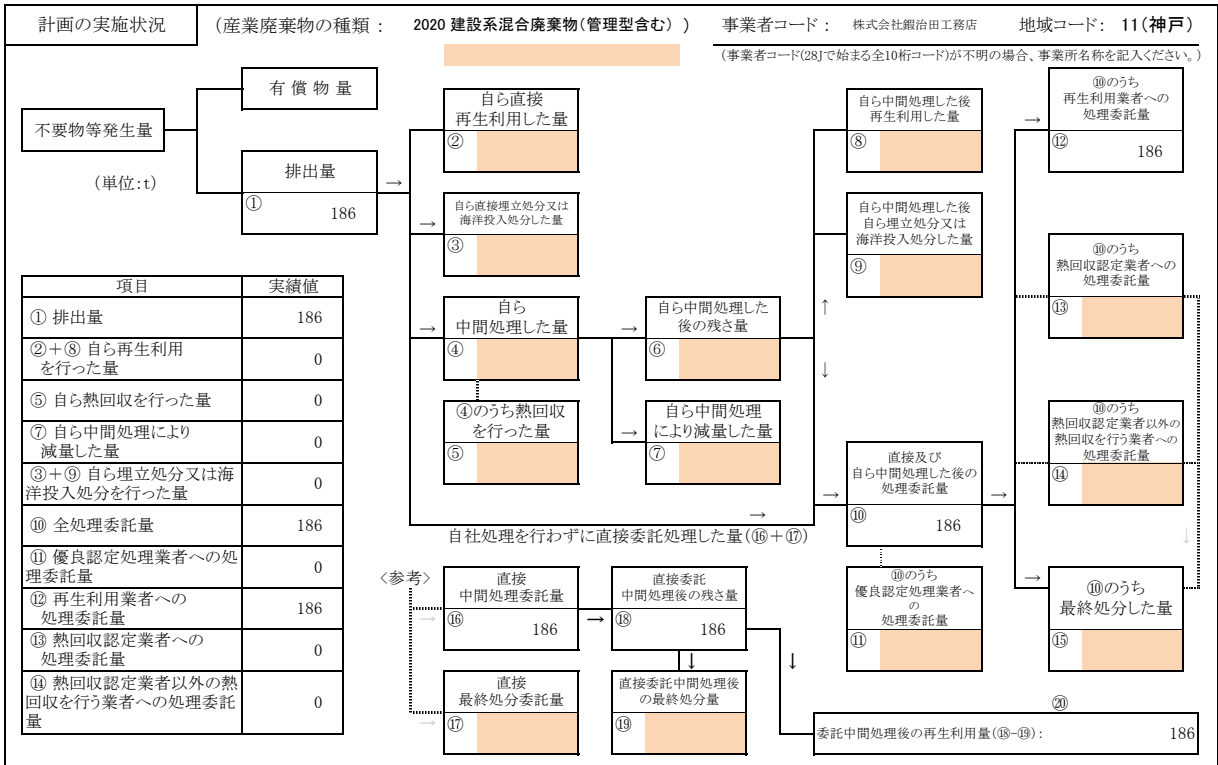 計画の実施状況 (産業廃棄物の種類: 2020 建設系混合廃棄物(管理型含む) ) 事業者コード: 株式会社鍜治田工務店 地域コード: 11(神戸)
(事業者コード(28Jで始まる全10桁コード)が不明の場合、事業所名称を記入ください。)
不要物等発生量
(単位:t)
有償物量
排出量
→
① 186
自ら直接
再生利用した量
②
→
自ら直接埋立処分又は
海洋投入処分した量
③
→
自ら
中間処理した量
④
④のうち熱回収
を行った量
⑤
→
自ら中間処理した
後の残さ量
⑥
→
自ら中間処理
により減量した量
⑦
自ら中間処理した後
再生利用した量
⑧
自ら中間処理した後
自ら埋立処分又は
海洋投入処分した量
⑨
↑
↓
→
直接及び
自ら中間処理した後の
処理委託量
⑩ 186
→
⑩のうち
優良認定処理業者へ
の
処理委託量
⑪
→
⑩のうち
再生利用業者への
処理委託量
⑫ 186
⑩のうち
熱回収認定業者への
処理委託量
⑬
⑩のうち
熱回収認定業者以外の
熱回収を行う業者への
処理委託量
⑭
↓
→
⑩のうち
最終処分した量
⑮
→
自社処理を行わずに直接委託処理した量(⑯+⑰)
項目 実績値
① 排出量 186
②+⑧ 自ら再生利用
を行った量 0
⑤ 自ら熱回収を行った量 0
⑦ 自ら中間処理により
減量した量 0
③+⑨ 自ら埋立処分又は海
洋投入処分を行った量 0
⑩ 全処理委託量 186
⑪ 優良認定処理業者への処
理委託量 0
⑫ 再生利用業者への
処理委託量 186
⑬ 熱回収認定業者への
処理委託量 0
⑭ 熱回収認定業者以外の熱
回収を行う業者への処理委託
量 0
〈参考〉
→
直接
中間処理委託量
⑯ 186
→
直接委託
中間処理後の残さ量
⑱ 186
↓
↓
→
直接
最終処分委託量
⑰
直接委託中間処理後
の最終処分量
⑲
⑳
委託中間処理後の再生利用量(⑱-⑲): 186